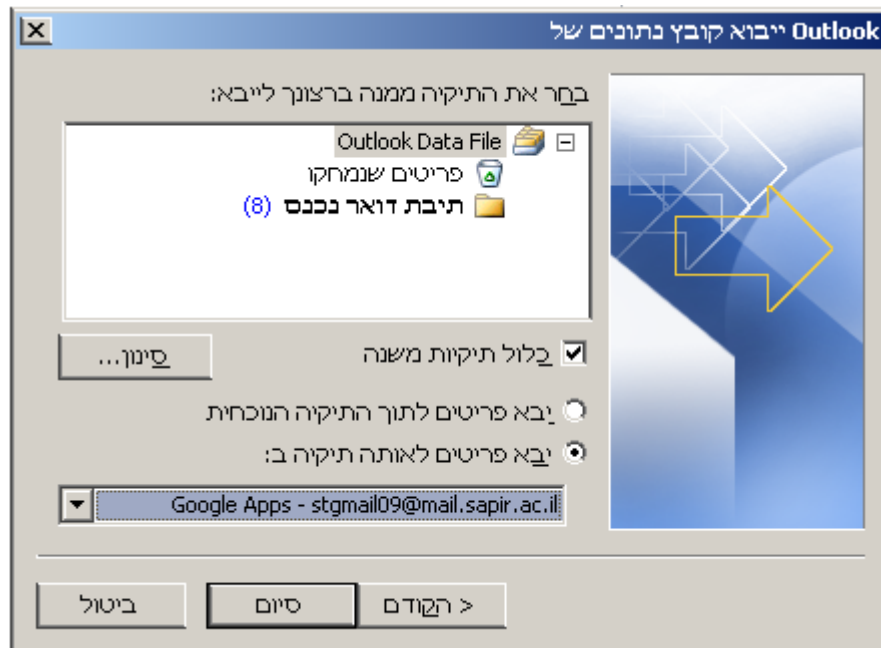 ייבוא קובץ נתונים של Outlook
בחר את התיקיה ממנה ברצונך לייבא:
Outlook Data File
פריטים שנמחקו
תיבת דואר נכנס (8)
כלול תיקיות משנה
סינון...
יבא פריטים לתוך התיקיה הנוכחית
יבא פריטים לאותה תיקיה ב:
Google Apps - stgmail09@mail.sapir.ac.il
< הקודם
סיום
ביטול